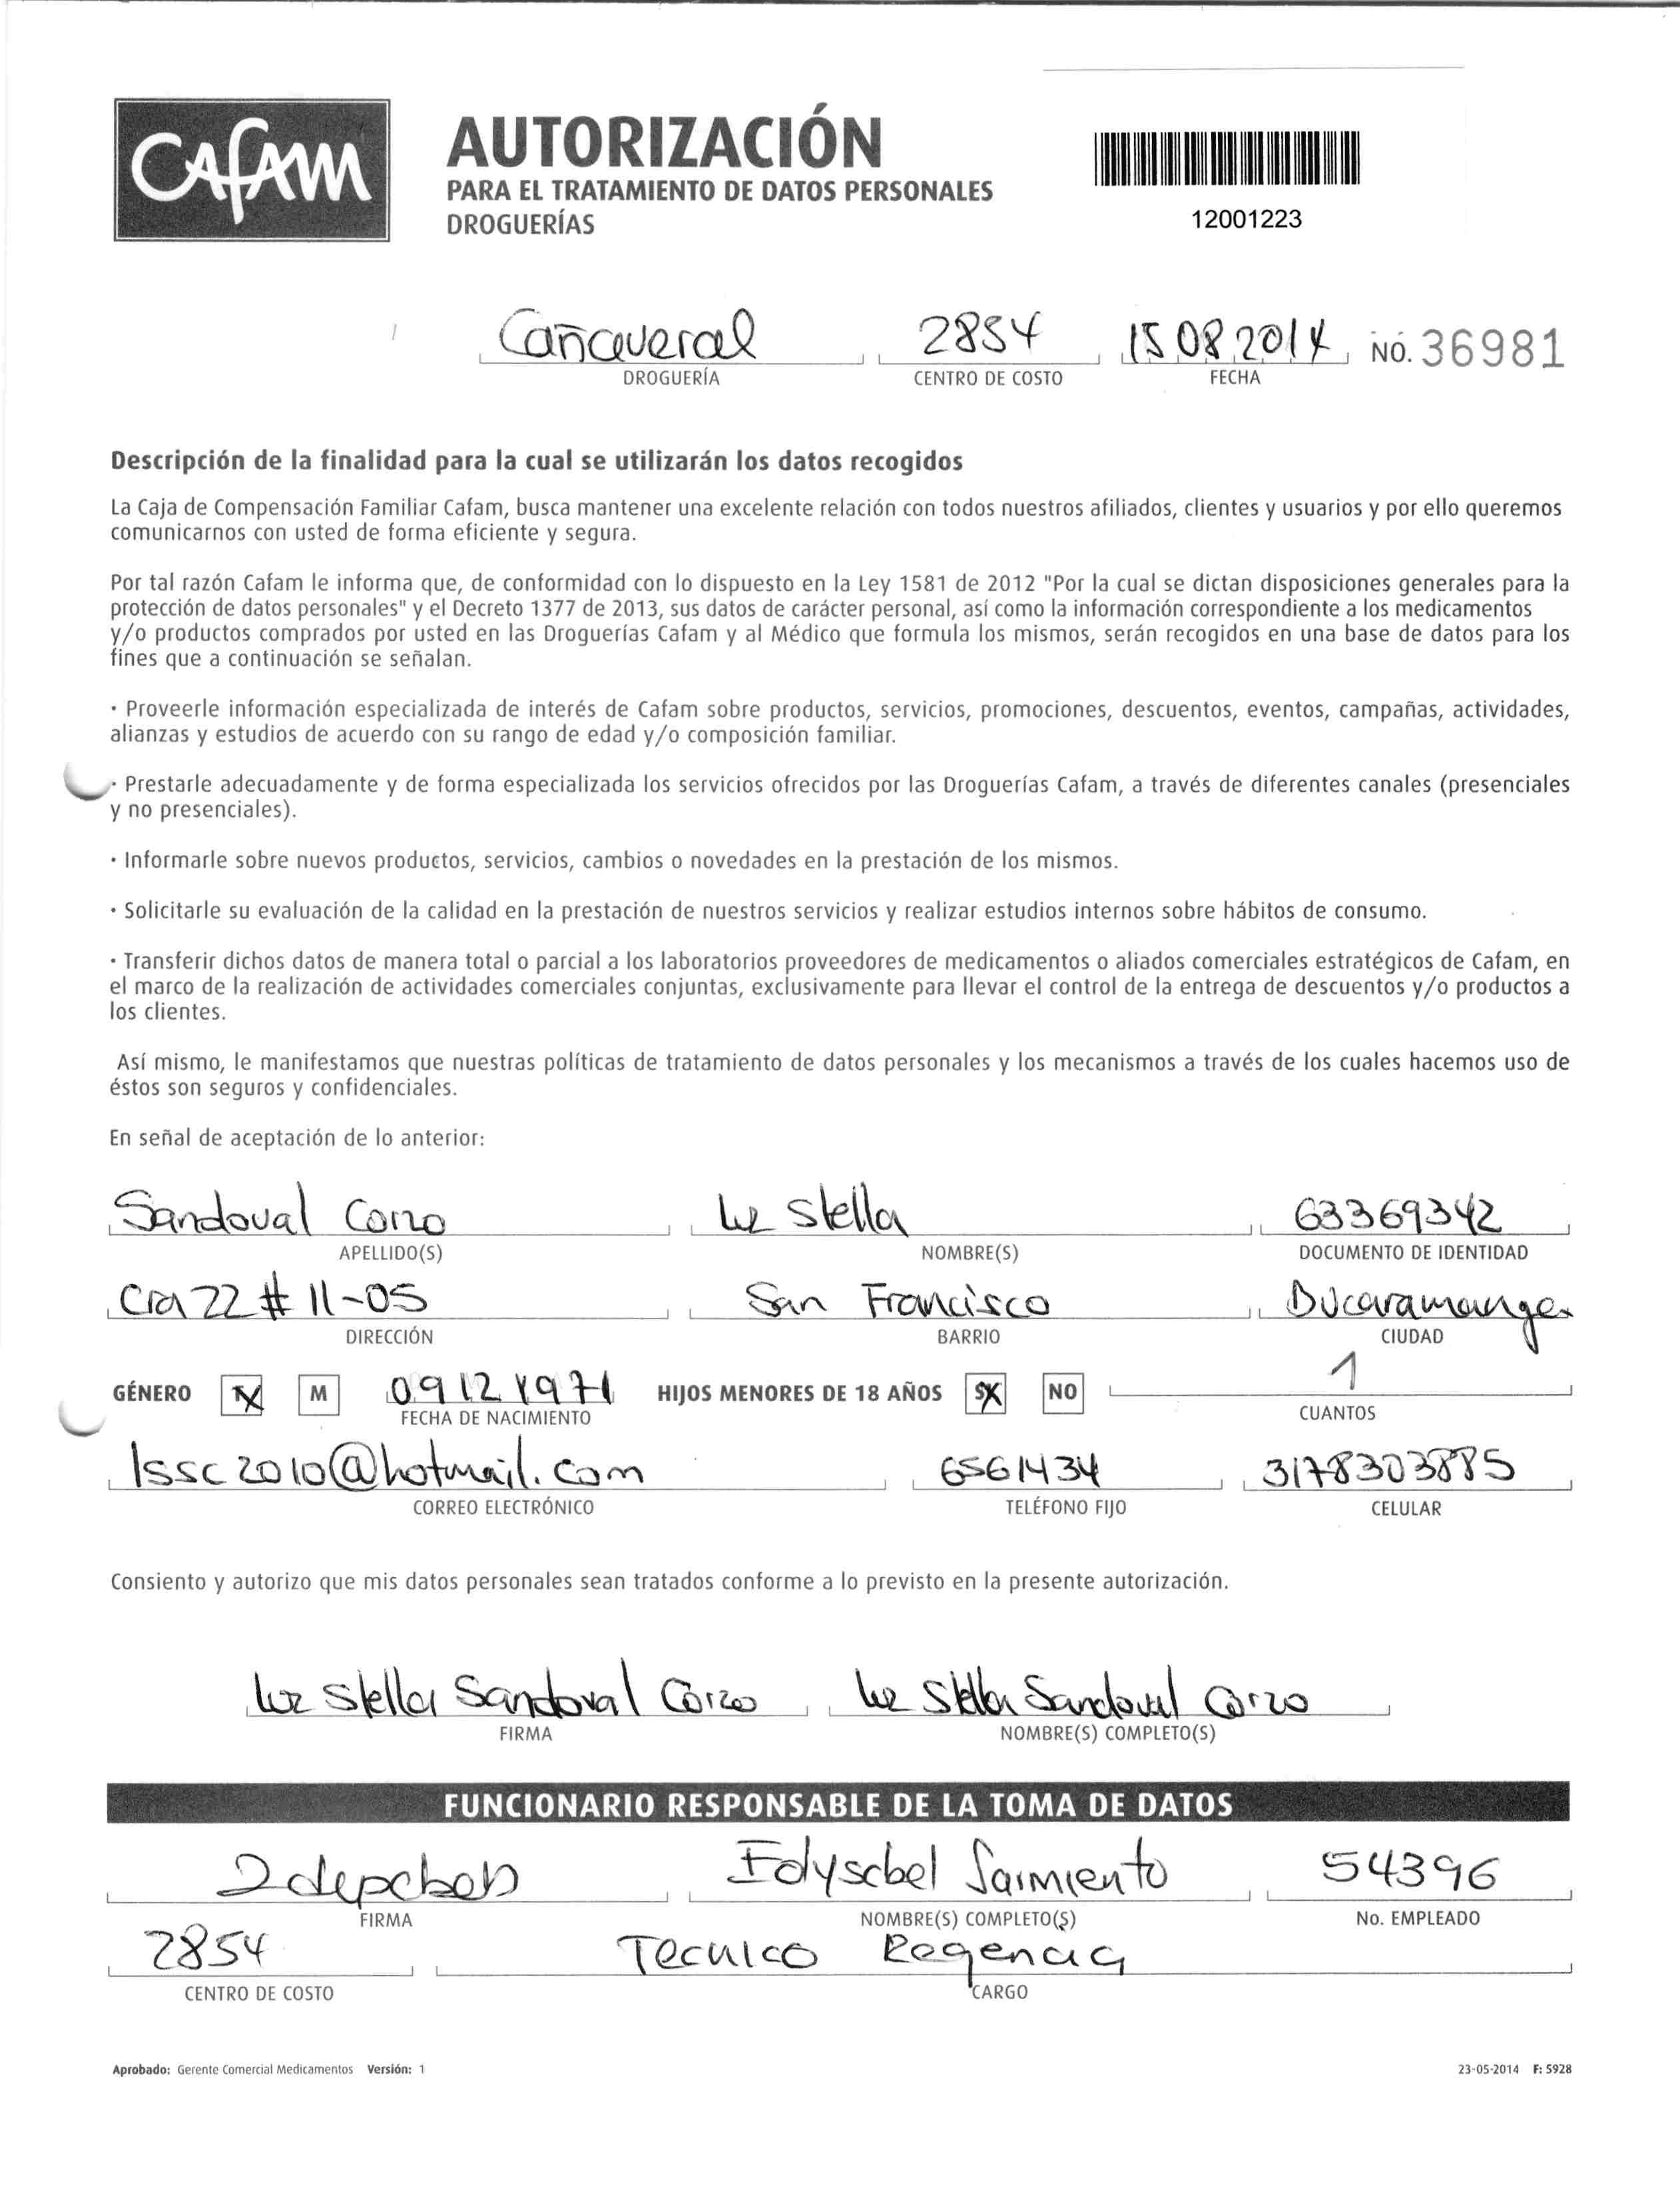 CAFAM
AUTORIZACIÓN
PARA EL TRATAMIENTO DE DATOS PERSONALES
DROGUERÍAS
12001223
Cañaveral 2854 15 08 2014 NO. 36981
DROGUERÍA CENTRO DE COSTO FECHA
Descripción de la finalidad para la cual se utilizarán los datos recogidos
La Caja de Compensación Familiar Cafam, busca mantener una excelente relación con todos nuestros afiliados, clientes y usuarios y por ello queremos
comunicarnos con usted de forma eficiente y segura.
Por tal razón Cafam le informa que, de conformidad con lo dispuesto en la Ley 1581 de 2012 "Por la cual se dictan disposiciones generales para la
protección de datos personales" y el Decreto 1377 de 2013, sus datos de carácter personal, así como la información correspondiente a los medicamentos
y/o productos comprados por usted en las Droguerías Cafam y al Médico que formula los mismos, serán recogidos en una base de datos para los
fines que a continuación se señalan.
· Proveerle información especializada de interés de Cafam sobre productos, servicios, promociones, descuentos, eventos, campañas, actividades,
alianzas y estudios de acuerdo con su rango de edad y/o composición familiar.
· Prestarle adecuadamente y de forma especializada los servicios ofrecidos por las Droguerías Cafam, a través de diferentes canales (presenciales
y no presenciales).
· Informarle sobre nuevos productos, servicios, cambios o novedades en la prestación de los mismos.
· Solicitarle su evaluación de la calidad en la prestación de nuestros servicios y realizar estudios internos sobre hábitos de consumo.
· Transferir dichos datos de manera total o parcial a los laboratorios proveedores de medicamentos o aliados comerciales estratégicos de Cafam, en
el marco de la realización de actividades comerciales conjuntas, exclusivamente para llevar el control de la entrega de descuentos y/o productos a
los clientes.
Así mismo, le manifestamos que nuestras políticas de tratamiento de datos personales y los mecanismos a través de los cuales hacemos uso de
éstos son seguros y confidenciales.
En señal de aceptación de lo anterior:
Sandoval Corzo Luz Stella 63369342
APELLIDO(S) NOMBRE(S) DOCUMENTO DE IDENTIDAD
Cra 22 # 11-05 San Francisco Bucaramanga
DIRECCIÓN BARRIO CIUDAD
GÉNERO X M 09 12 1971 HIJOS MENORES DE 18 AÑOS SX NO 1
FECHA DE NACIMIENTO CUANTOS
lssc2010@hotmail.com 6561434 3178303885
CORREO ELECTRÓNICO TELÉFONO FIJO CELULAR
Consiento y autorizo que mis datos personales sean tratados conforme a lo previsto en la presente autorización.
Luz Stella Sandoval Corzo Luz Stella Sandoval Corzo
FIRMA NOMBRE(S) COMPLETO(S)
FUNCIONARIO RESPONSABLE DE LA TOMA DE DATOS
Sarmiento 54396
FIRMA NOMBRE(S) COMPLETO(S) No. EMPLEADO
2854 Tecnico Regencia
CENTRO DE COSTO CARGO
Aprobado: Gerente Comercial Medicamentos Versión: 1 23-05-2014 F: 5928